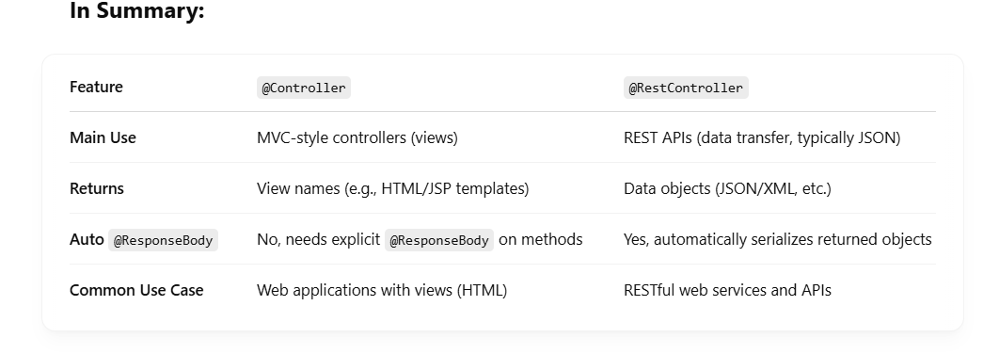 In Summary:
Feature @Controller @RestController
Main Use MVC-style controllers (views) REST APIs (data transfer, typically JSON)
Returns View names (e.g., HTML/JSP templates) Data objects (JSON/XML, etc.)
Auto @ResponseBody No, needs explicit @ResponseBody on methods Yes, automatically serializes returned objects
Common Use Case Web applications with views (HTML) RESTful web services and APIs